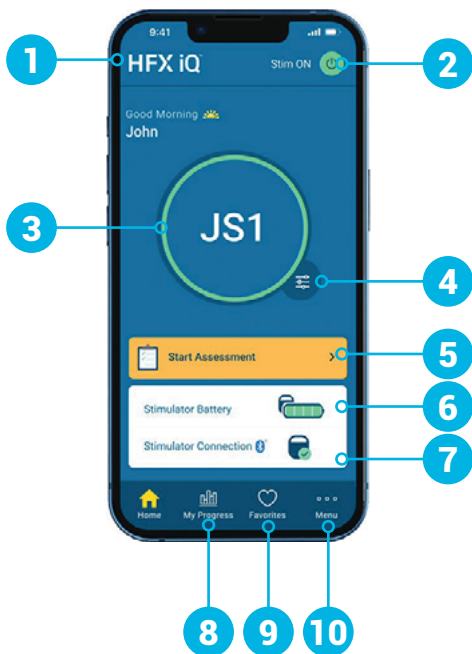 9:41
1
HFX iQ
Stim ON
2
Good Morning
John
3
JS1
4
Start Assessment
5
Stimulator Battery
6
Stimulator Connection
7
Home
My Progress
Favorites
Menu
8
9
10